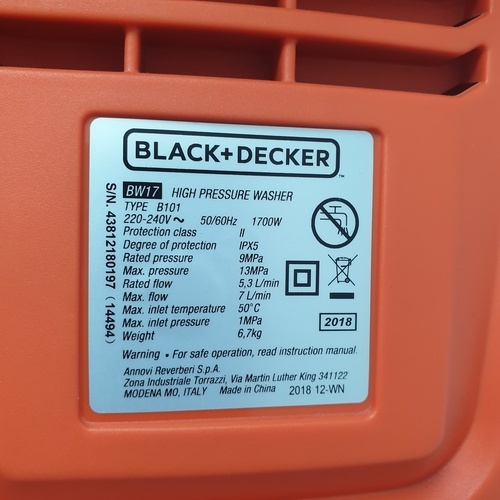 BLACK+DECKER™
BW17 HIGH PRESSURE WASHER
TYPE B101
220-240V~ 50/60Hz 1700W
Protection class II
Degree of protection IPX5
Rated pressure 9MPa
Max. pressure 13MPa
Rated flow 5,3 L/min
Max. flow 7 L/min
Max. inlet temperature 50°C
Max. inlet pressure 1MPa
Weight 6,7kg
2018
Warning • For safe operation, read instruction manual.
Annovi Reverberi S.p.A.
Zona Industriale Torrazzi, Via Martin Luther King 341122
MODENA MO, ITALY Made in China 2018 12-WN
S/N. 43812180197 (14494)